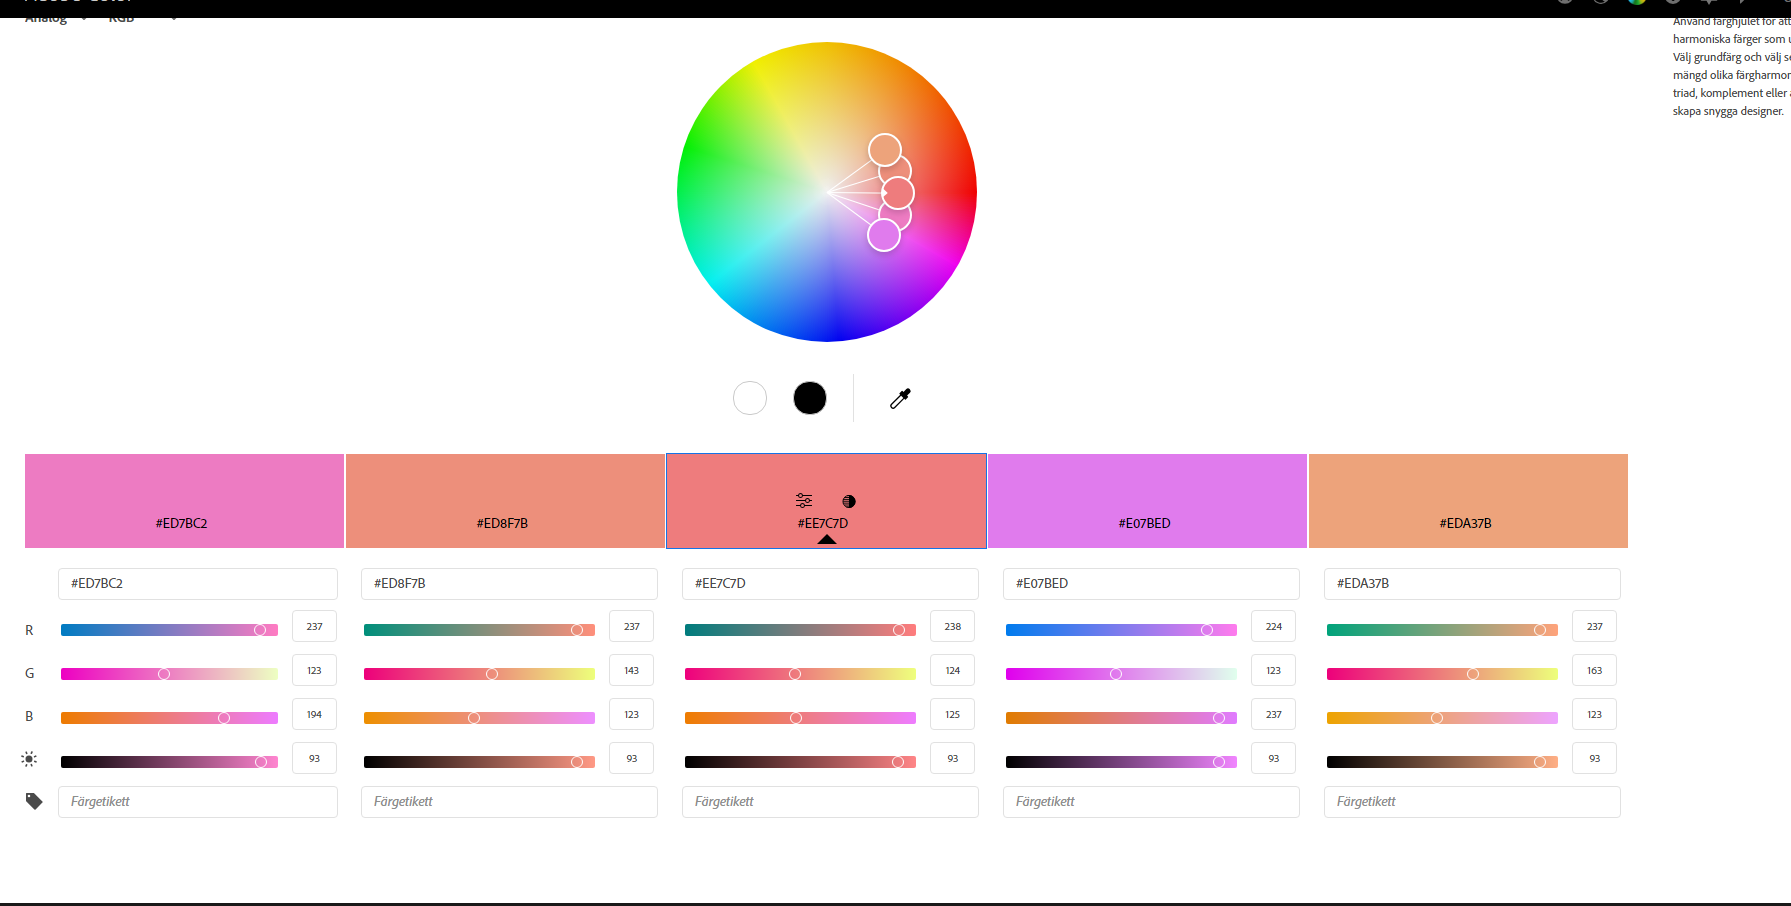 Analog RGB
Använd färghjulet för att
harmoniska färger som
Välj grundfärg och välj
mängd olika
triad, komplement eller
skapa snygga designer.
#ED7BC2 #ED8F7B #EE7C7D #E07BED #EDA37B
#ED7BC2 #ED8F7B #EE7C7D #E07BED #EDA37B
R 237 237 238 224 237
G 123 143 124 123 163
B 194 123 125 237 123
93 93 93 93 93
Färgetikett Färgetikett Färgetikett Färgetikett Färgetikett